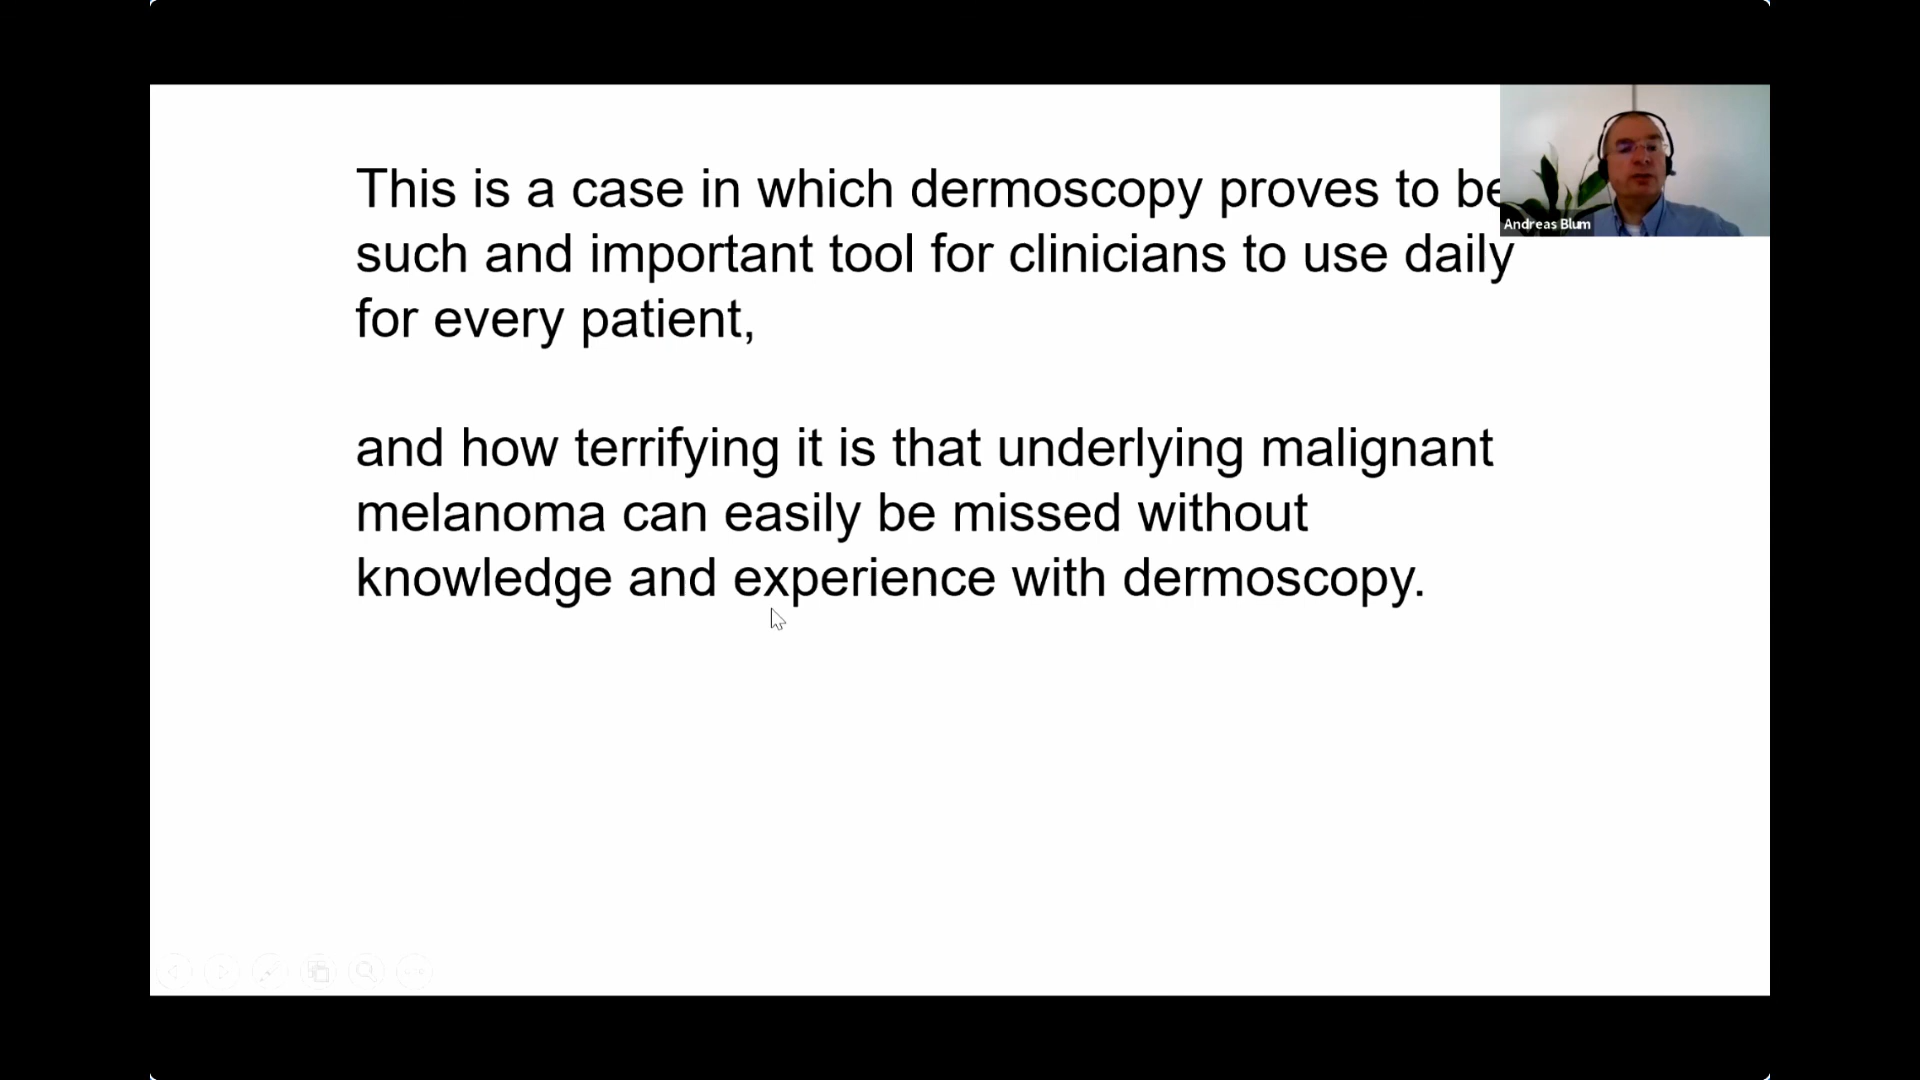 This is a case in which dermoscopy proves to be
such and important tool for clinicians to use daily
for every patient,
and how terrifying it is that underlying malignant
melanoma can easily be missed without
knowledge and experience with dermoscopy.
Andreas Blum